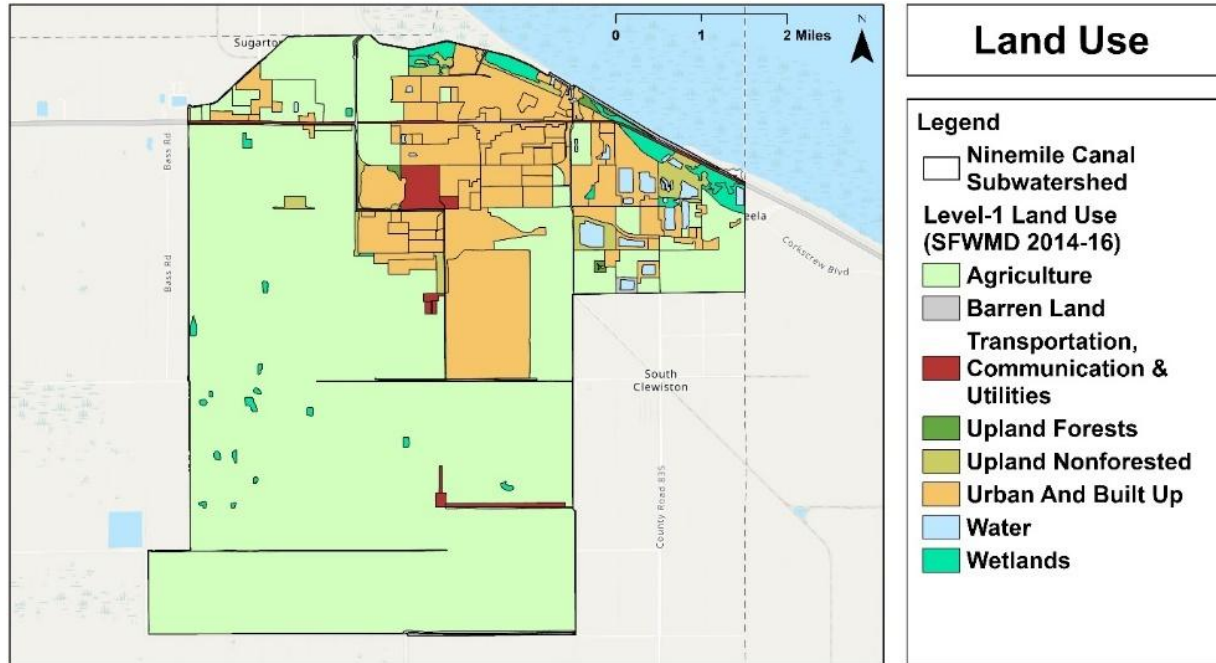 Land Use
Legend
Ninemile Canal
Subwatershed
Level-1 Land Use
(SFWMD 2014-16)
Agriculture
Barren Land
Transportation,
Communication &
Utilities
Upland Forests
Upland Nonforested
Urban And Built Up
Water
Wetlands
N
0 1 2 Miles
Bass Rd
Bass Rd
Corkscrew Blvd
South
Clewiston
County Road 835